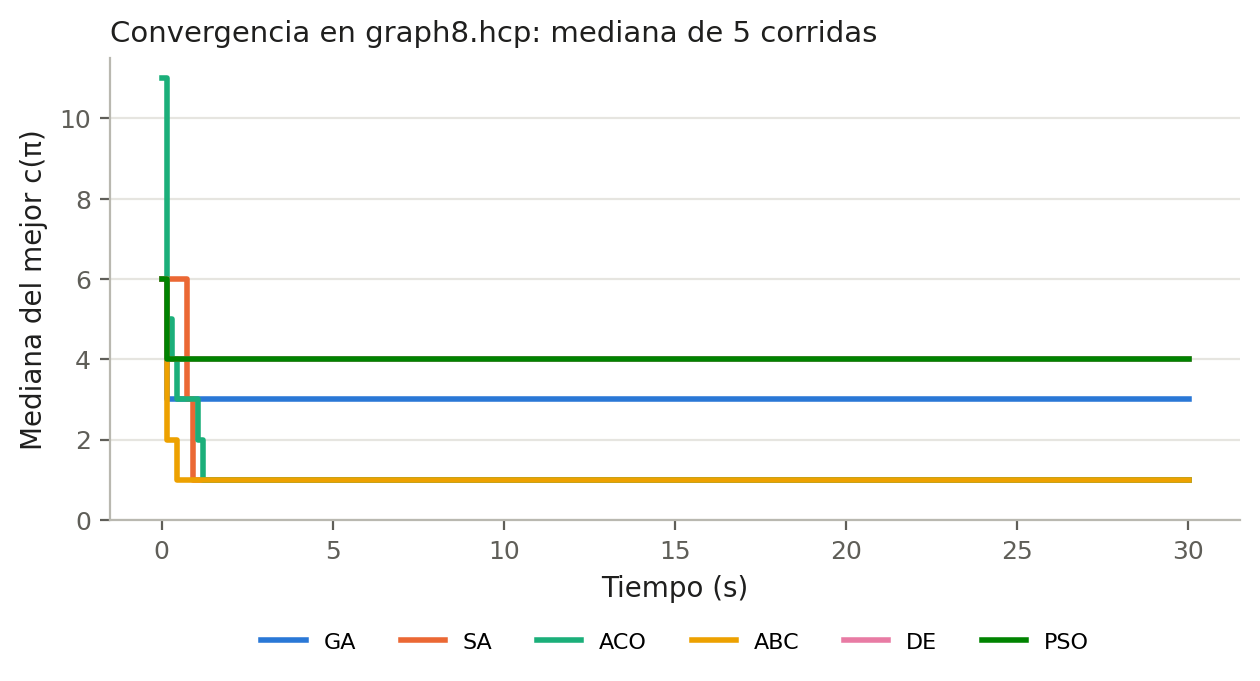 Convergencia en graph8.hcp: mediana de 5 corridas
Mediana del mejor c(π)
10
8
6
4
2
0
0 5 10 15 20 25 30
Tiempo (s)
GA SA ACO ABC DE PSO